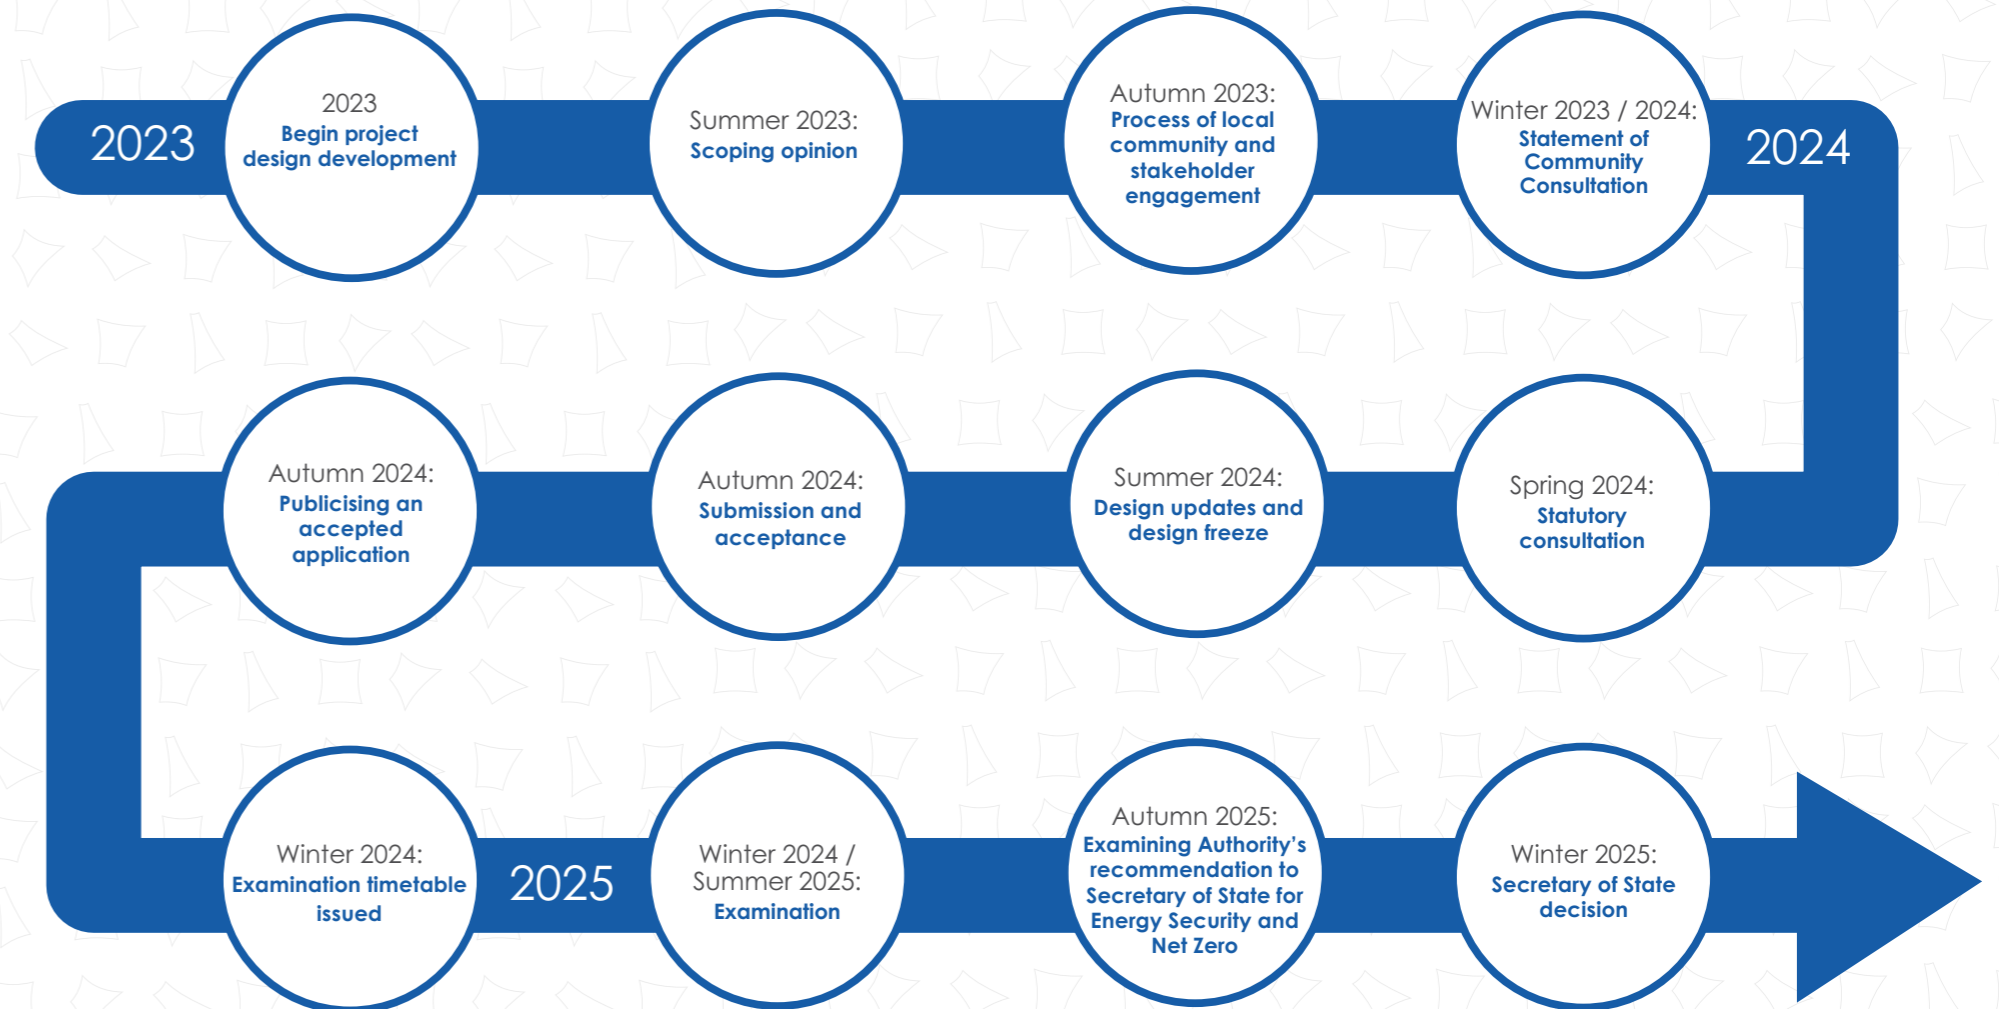 2023
2023
Begin project
design development
Summer 2023:
Scoping opinion
Autumn 2023:
Process of local
community and
stakeholder
engagement
Winter 2023 / 2024:
Statement of
Community
Consultation
2024
Spring 2024:
Statutory
consultation
Summer 2024:
Design updates and
design freeze
Autumn 2024:
Submission and
acceptance
Autumn 2024:
Publicising an
accepted
application
Winter 2024:
Examination timetable
issued
2025
Winter 2024 /
Summer 2025:
Examination
Autumn 2025:
Examining Authority’s
recommendation to
Secretary of State for
Energy Security and
Net Zero
Winter 2025:
Secretary of State
decision